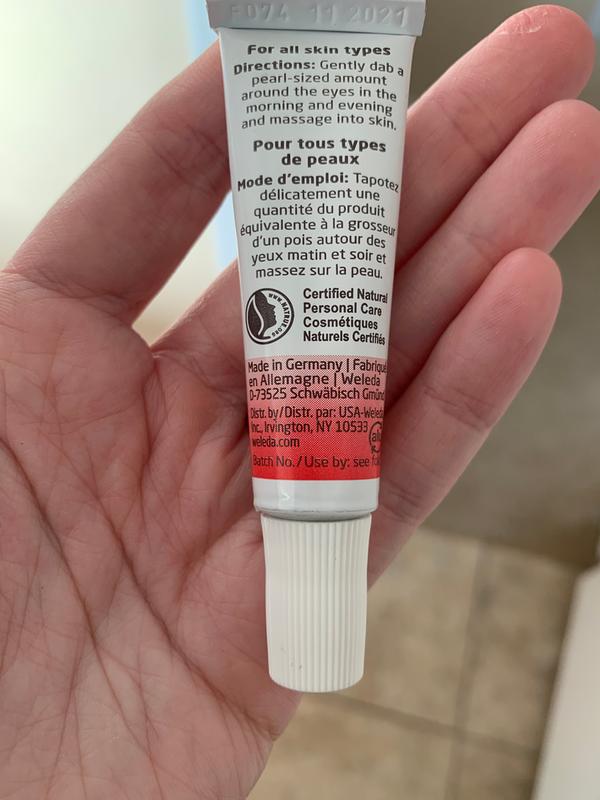 F074 11 2021
For all skin types
Directions: Gently dab a
pearl-sized amount
around the eyes in the
morning and evening
and massage into skin.
Pour tous types
de peaux
Mode d'emploi: Tapotez
délicatement une
quantité du produit
équivalente à la grosseur
d'un pois autour des
yeux matin et soir et
massez sur la peau.
WWW.NATRUE.ORG
Certified Natural
Personal Care
Cosmétiques
Naturels Certifiés
Made in Germany | Fabriqué
en Allemagne | Weleda
D-73525 Schwäbisch Gmünd
Distr. by/Distr. par: USA-Weleda
Inc., Irvington, NY 10533
weleda.com
Batch No./Use by: see